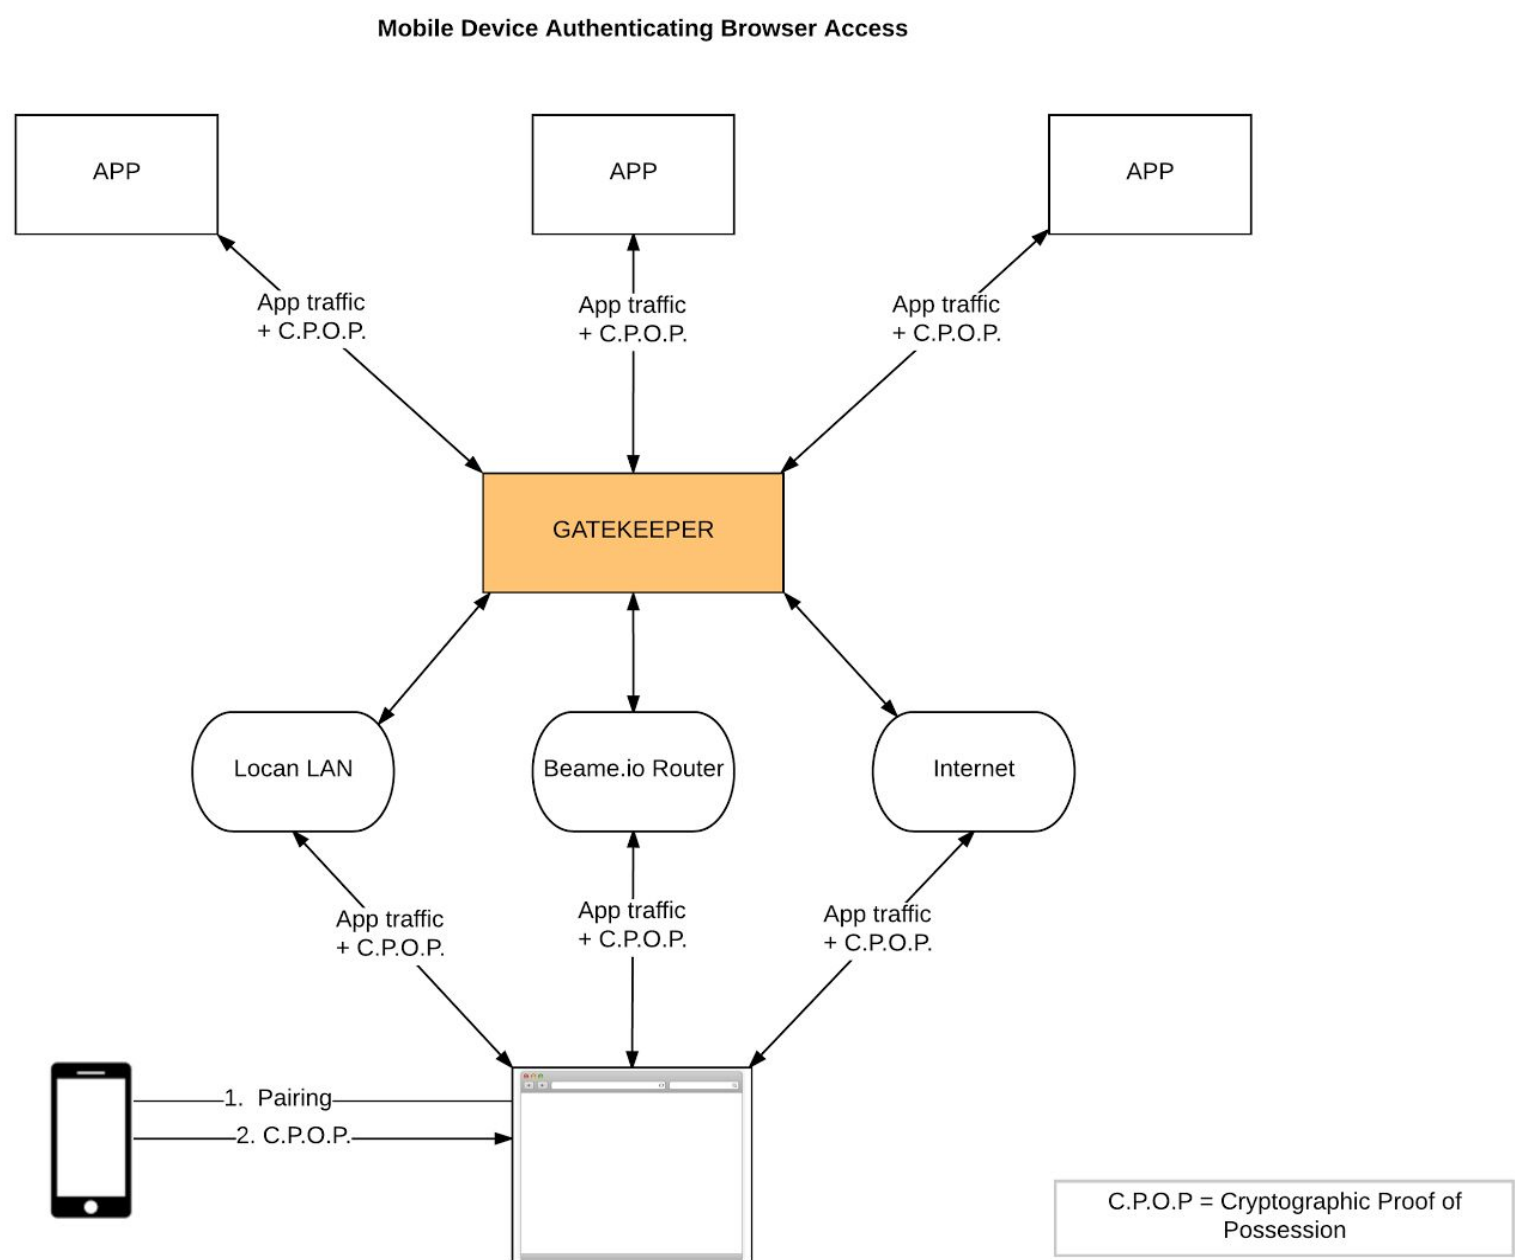 Mobile Device Authenticating Browser Access
APP
APP
APP
App traffic
+ C.P.O.P.
App traffic
+ C.P.O.P.
App traffic
+ C.P.O.P.
GATEKEEPER
Locan LAN
Beame.io Router
Internet
App traffic
+ C.P.O.P.
App traffic
+ C.P.O.P.
App traffic
+ C.P.O.P.
1. Pairing
2. C.P.O.P.
C.P.O.P = Cryptographic Proof of
Possession